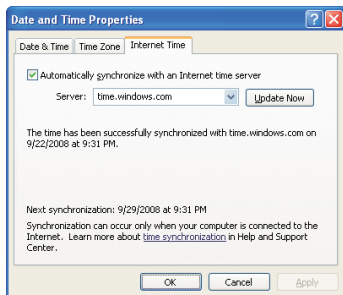 Date and Time Properties
Date & Time Time Zone Internet Time
Automatically synchronize with an Internet time server
Server: time.windows.com Update Now
The time has been successfully synchronized with time.windows.com on
9/22/2008 at 9:31 PM.
Next synchronization: 9/29/2008 at 9:31 PM
Synchronization can occur only when your computer is connected to the
Internet. Learn more about time synchronization in Help and Support
Center.
OK Cancel Apply